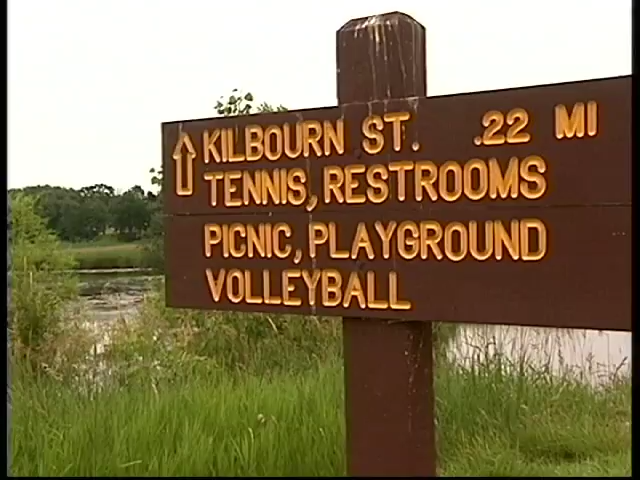 KILBOURN ST. .22 MI
TENNIS, RESTROOMS
PICNIC, PLAYGROUND
VOLLEYBALL